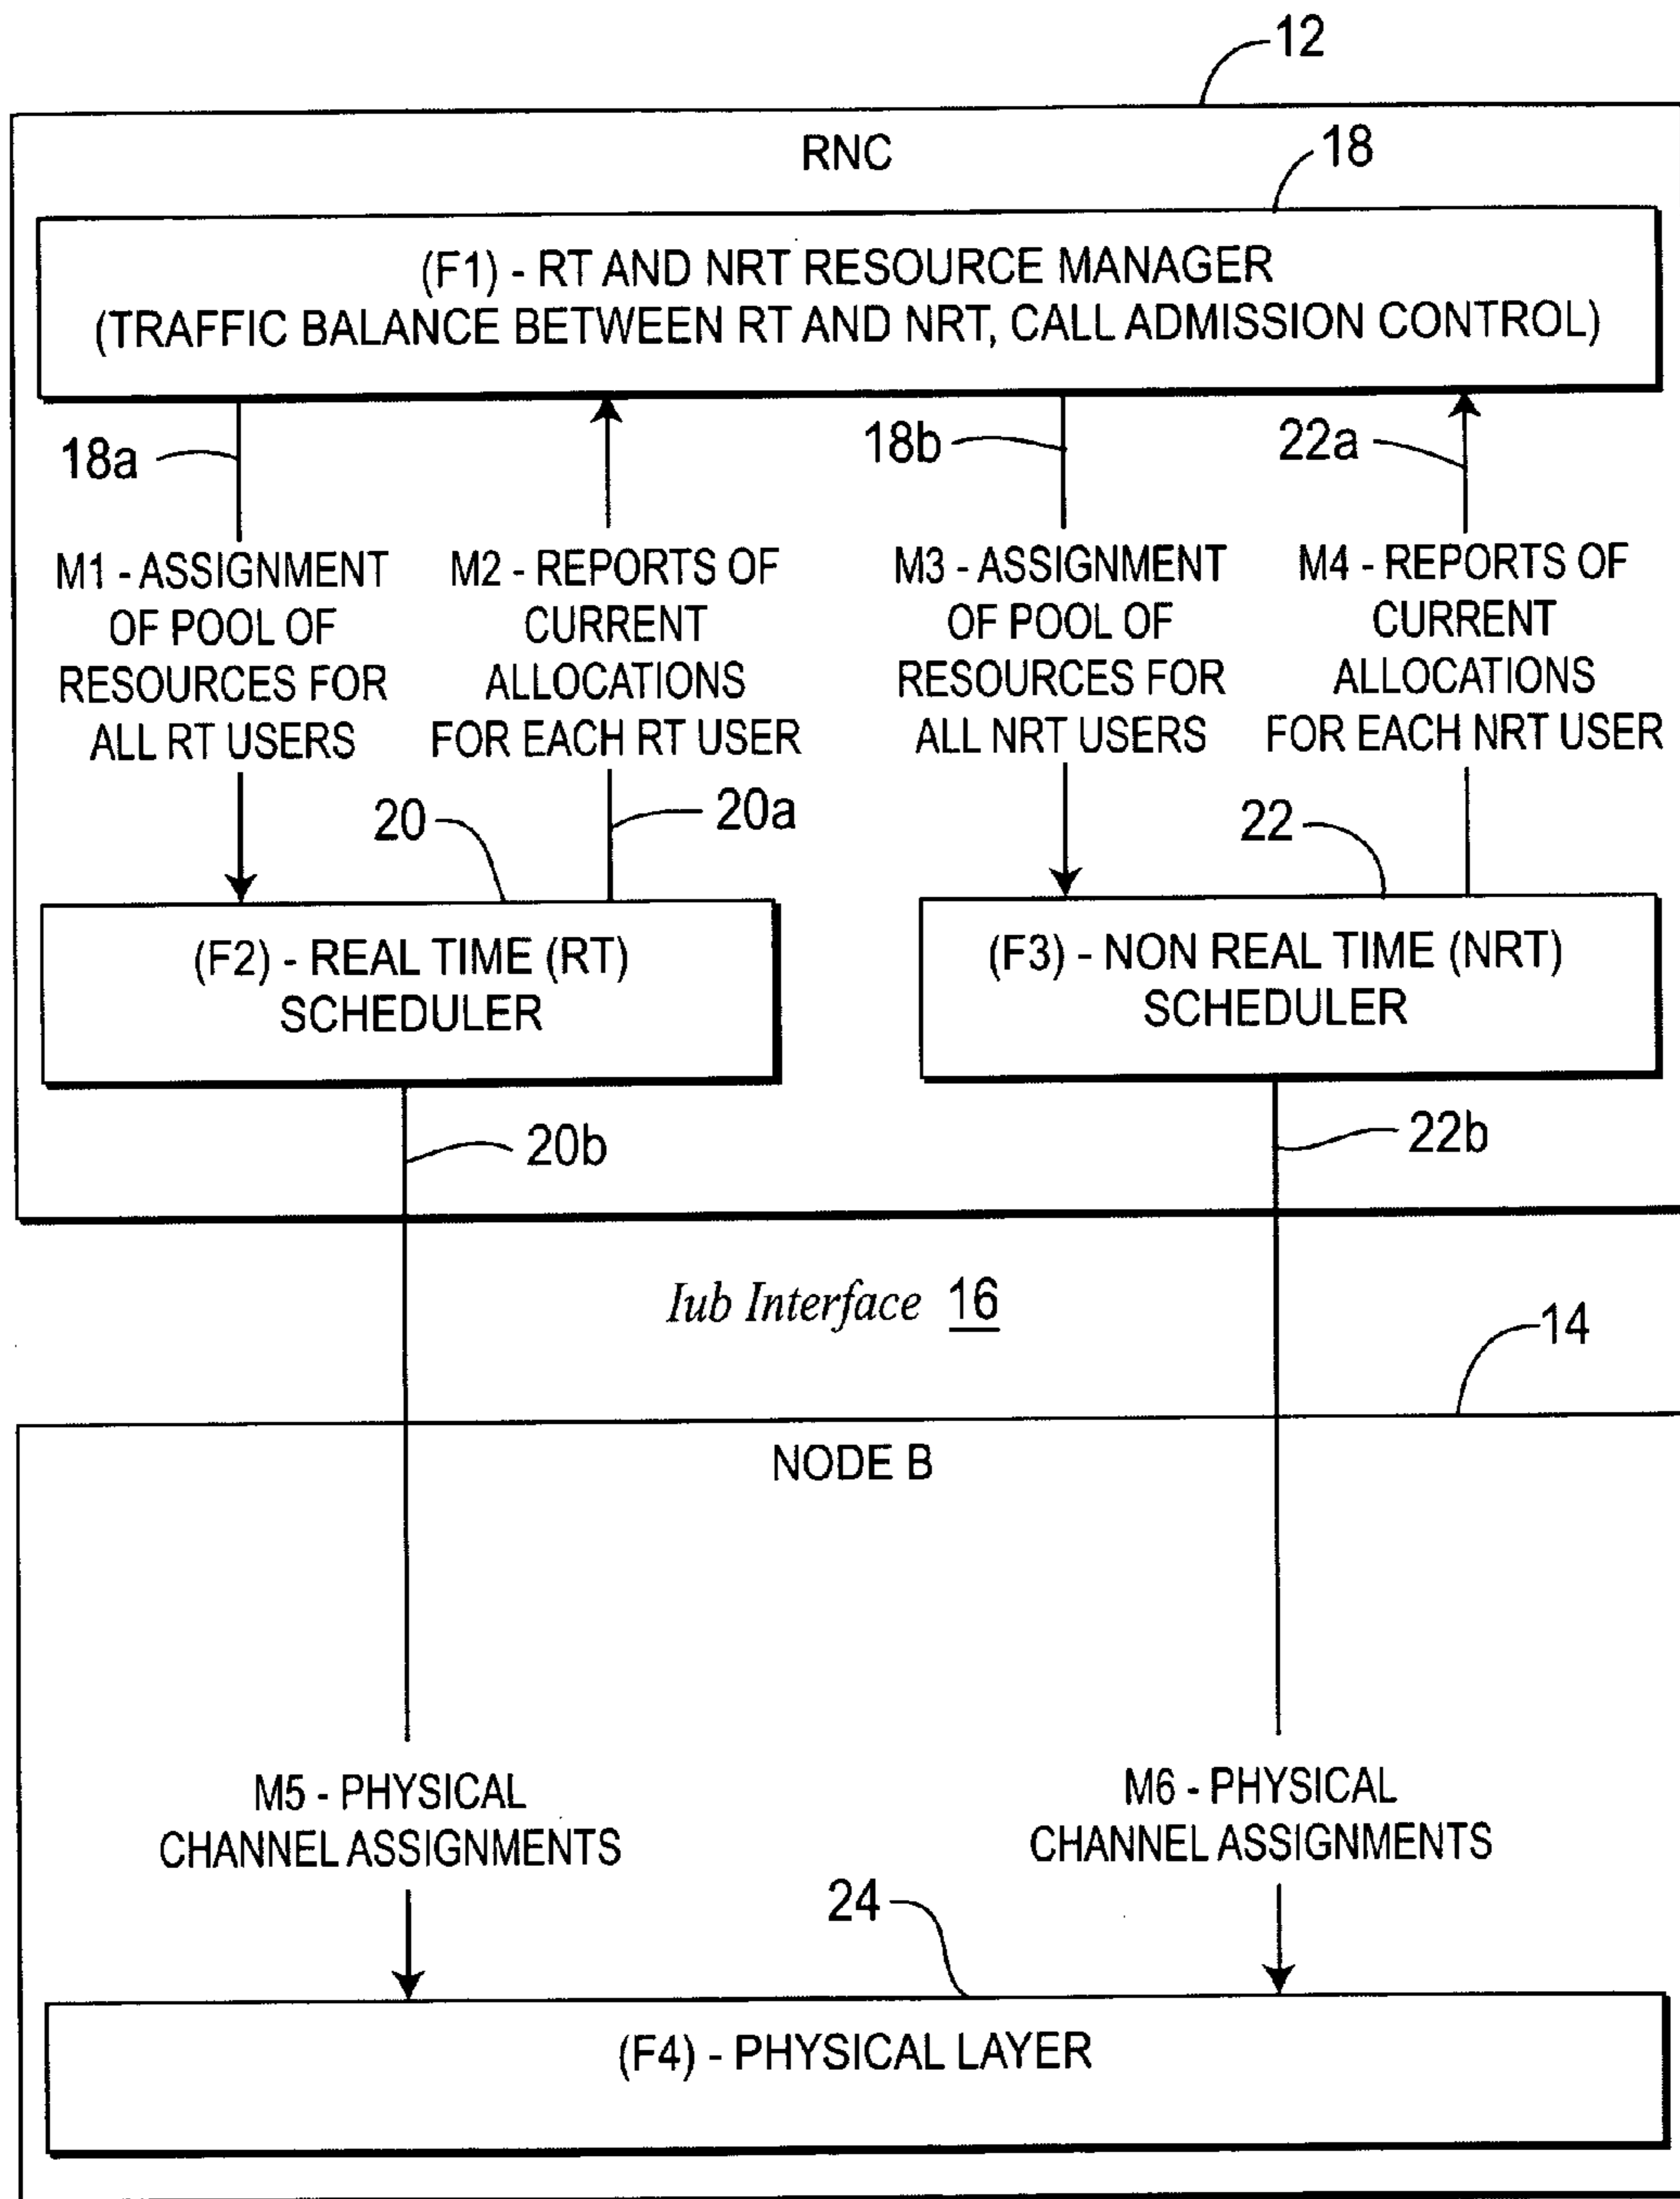 12
RNC
18
(F1) - RT AND NRT RESOURCE MANAGER
(TRAFFIC BALANCE BETWEEN RT AND NRT, CALL ADMISSION CONTROL)
18a
18b
22a
M1 - ASSIGNMENT
OF POOL OF
RESOURCES FOR
ALL RT USERS
M2 - REPORTS OF
CURRENT
ALLOCATIONS
FOR EACH RT USER
M3 - ASSIGNMENT
OF POOL OF
RESOURCES FOR
ALL NRT USERS
M4 - REPORTS OF
CURRENT
ALLOCATIONS
FOR EACH NRT USER
20
20a
22
(F2) - REAL TIME (RT)
SCHEDULER
(F3) - NON REAL TIME (NRT)
SCHEDULER
20b
22b
Iub Interface 16
14
NODE B
M5 - PHYSICAL
CHANNEL ASSIGNMENTS
M6 - PHYSICAL
CHANNEL ASSIGNMENTS
24
(F4) - PHYSICAL LAYER